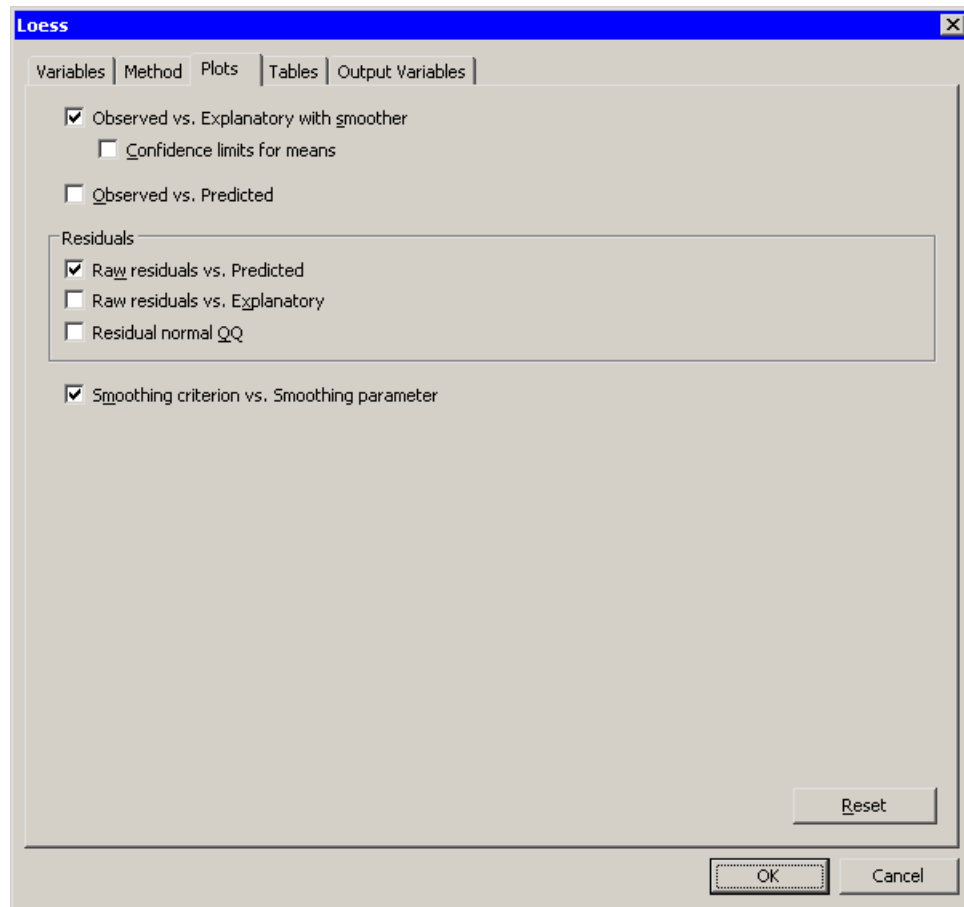 Loess
Variables Method Plots Tables Output Variables
Observed vs. Explanatory with smoother
Confidence limits for means
Observed vs. Predicted
Residuals
Raw residuals vs. Predicted
Raw residuals vs. Explanatory
Residual normal QQ
Smoothing criterion vs. Smoothing parameter
Reset
OK Cancel